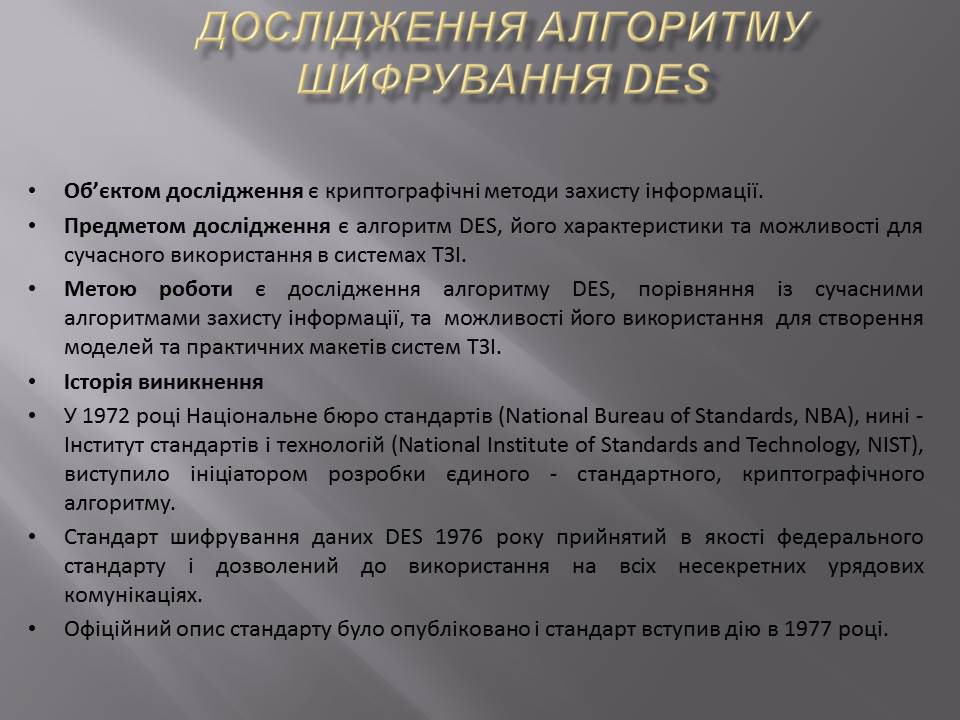 ДОСЛІДЖЕННЯ АЛГОРИТМУ
ШИФРУВАННЯ DES
• Об’єктом дослідження є криптографічні методи захисту інформації.
• Предметом дослідження є алгоритм DES, його характеристики та можливості для
сучасного використання в системах ТЗІ.
• Метою роботи є дослідження алгоритму DES, порівняння із сучасними
алгоритмами захисту інформації, та можливості його використання для створення
моделей та практичних макетів систем ТЗІ.
• Історія виникнення
• У 1972 році Національне бюро стандартів (National Bureau of Standards, NBA), нині -
Інститут стандартів і технологій (National Institute of Standards and Technology, NIST),
виступило ініціатором розробки єдиного - стандартного, криптографічного
алгоритму.
• Стандарт шифрування даних DES 1976 року прийнятий в якості федерального
стандарту і дозволений до використання на всіх несекретних урядових
комунікаціях.
• Офіційний опис стандарту було опубліковано і стандарт вступив дію в 1977 році.